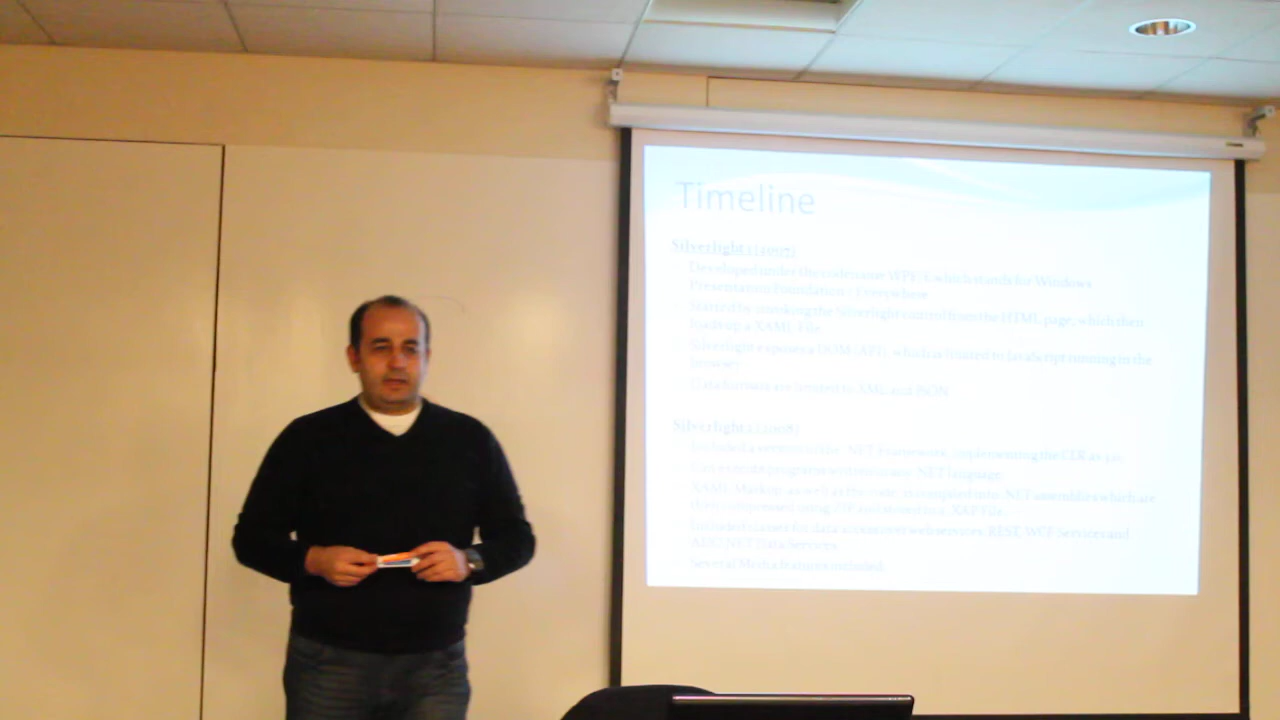 Timeline
Silverlight 1 (2007)
Developed under the codename WPF/E, which stands for Windows
Presentation Foundation / Everywhere
Started by invoking the Silverlight control from the HTML page, which then
loads up a XAML File
Silverlight exposes a DOM (API), which is limited to JavaScript running in the
browser
Data formats are limited to XML and JSON
Silverlight 2 (2008)
Included a version of the .NET Framework, implementing the CLR as
programs written in any .NET language
XAML Markup, as well as the code, is compiled into .NET assemblies which are
then compressed using ZIP and stored in a .XAP File
Included support for data access over web services, REST, WCF Services and
ADO.NET Data Services
Several Media features included